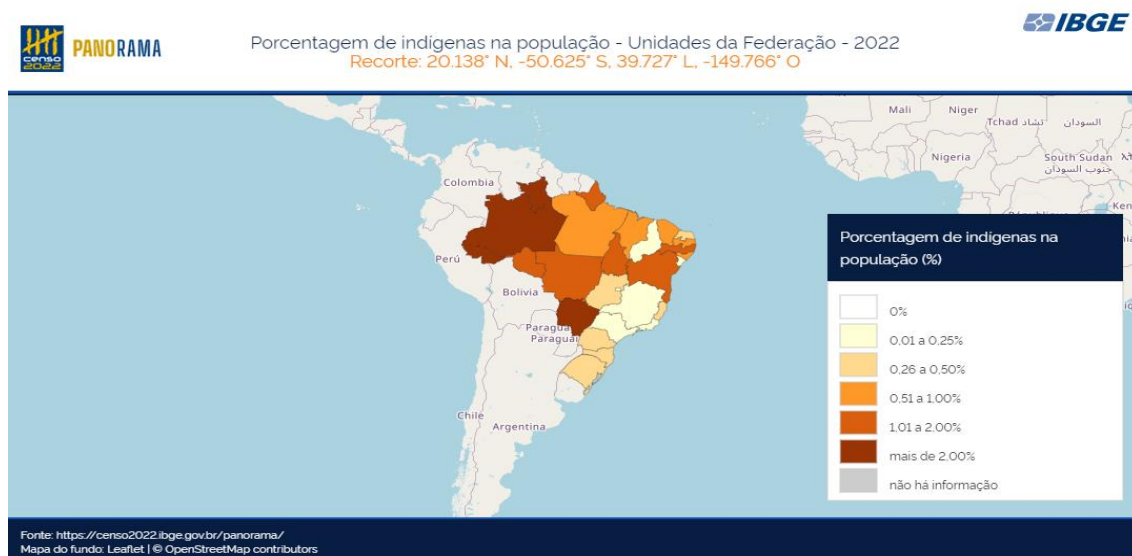 CENSO
2022
PANORAMA
IBGE
Porcentagem de indígenas na população - Unidades da Federação - 2022
Recorte: 20.138° N, -50.625° S, 39.727° L, -149.766° O
Mali
Niger
Tchad تشاد
السودان
Nigeria
South Sudan
جنوب السودان
Colombia
Perú
Bolivia
Paraguay
Paraguái
Chile
Argentina
Porcentagem de indígenas na
população (%)
0%
0,01 a 0,25%
0,26 a 0,50%
0,51 a 1,00%
1,01 a 2,00%
mais de 2,00%
não há informação
Fonte: https://censo2022.ibge.gov.br/panorama/
Mapa do fundo: Leaflet | © OpenStreetMap contributors